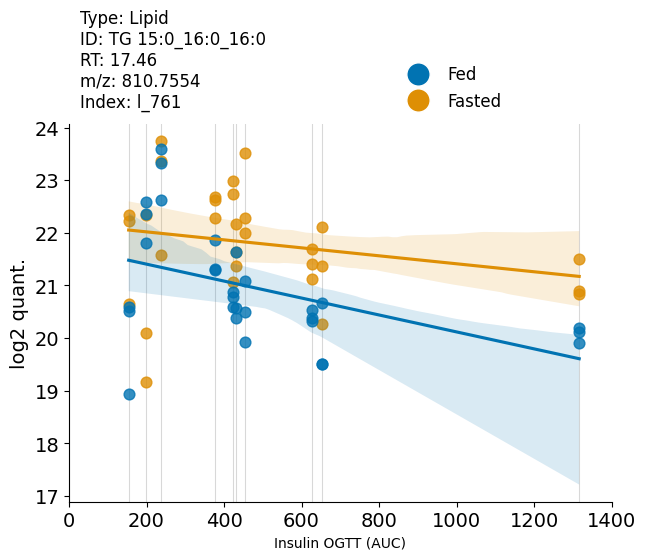 Type: Lipid
ID: TG 15:0_16:0_16:0
RT: 17.46
m/z: 810.7554
Index: l_761
Fed
Fasted
24
23
22
21
20
19
18
17
log2 quant.
0 200 400 600 800 1000 1200 1400
Insulin OGTT (AUC)